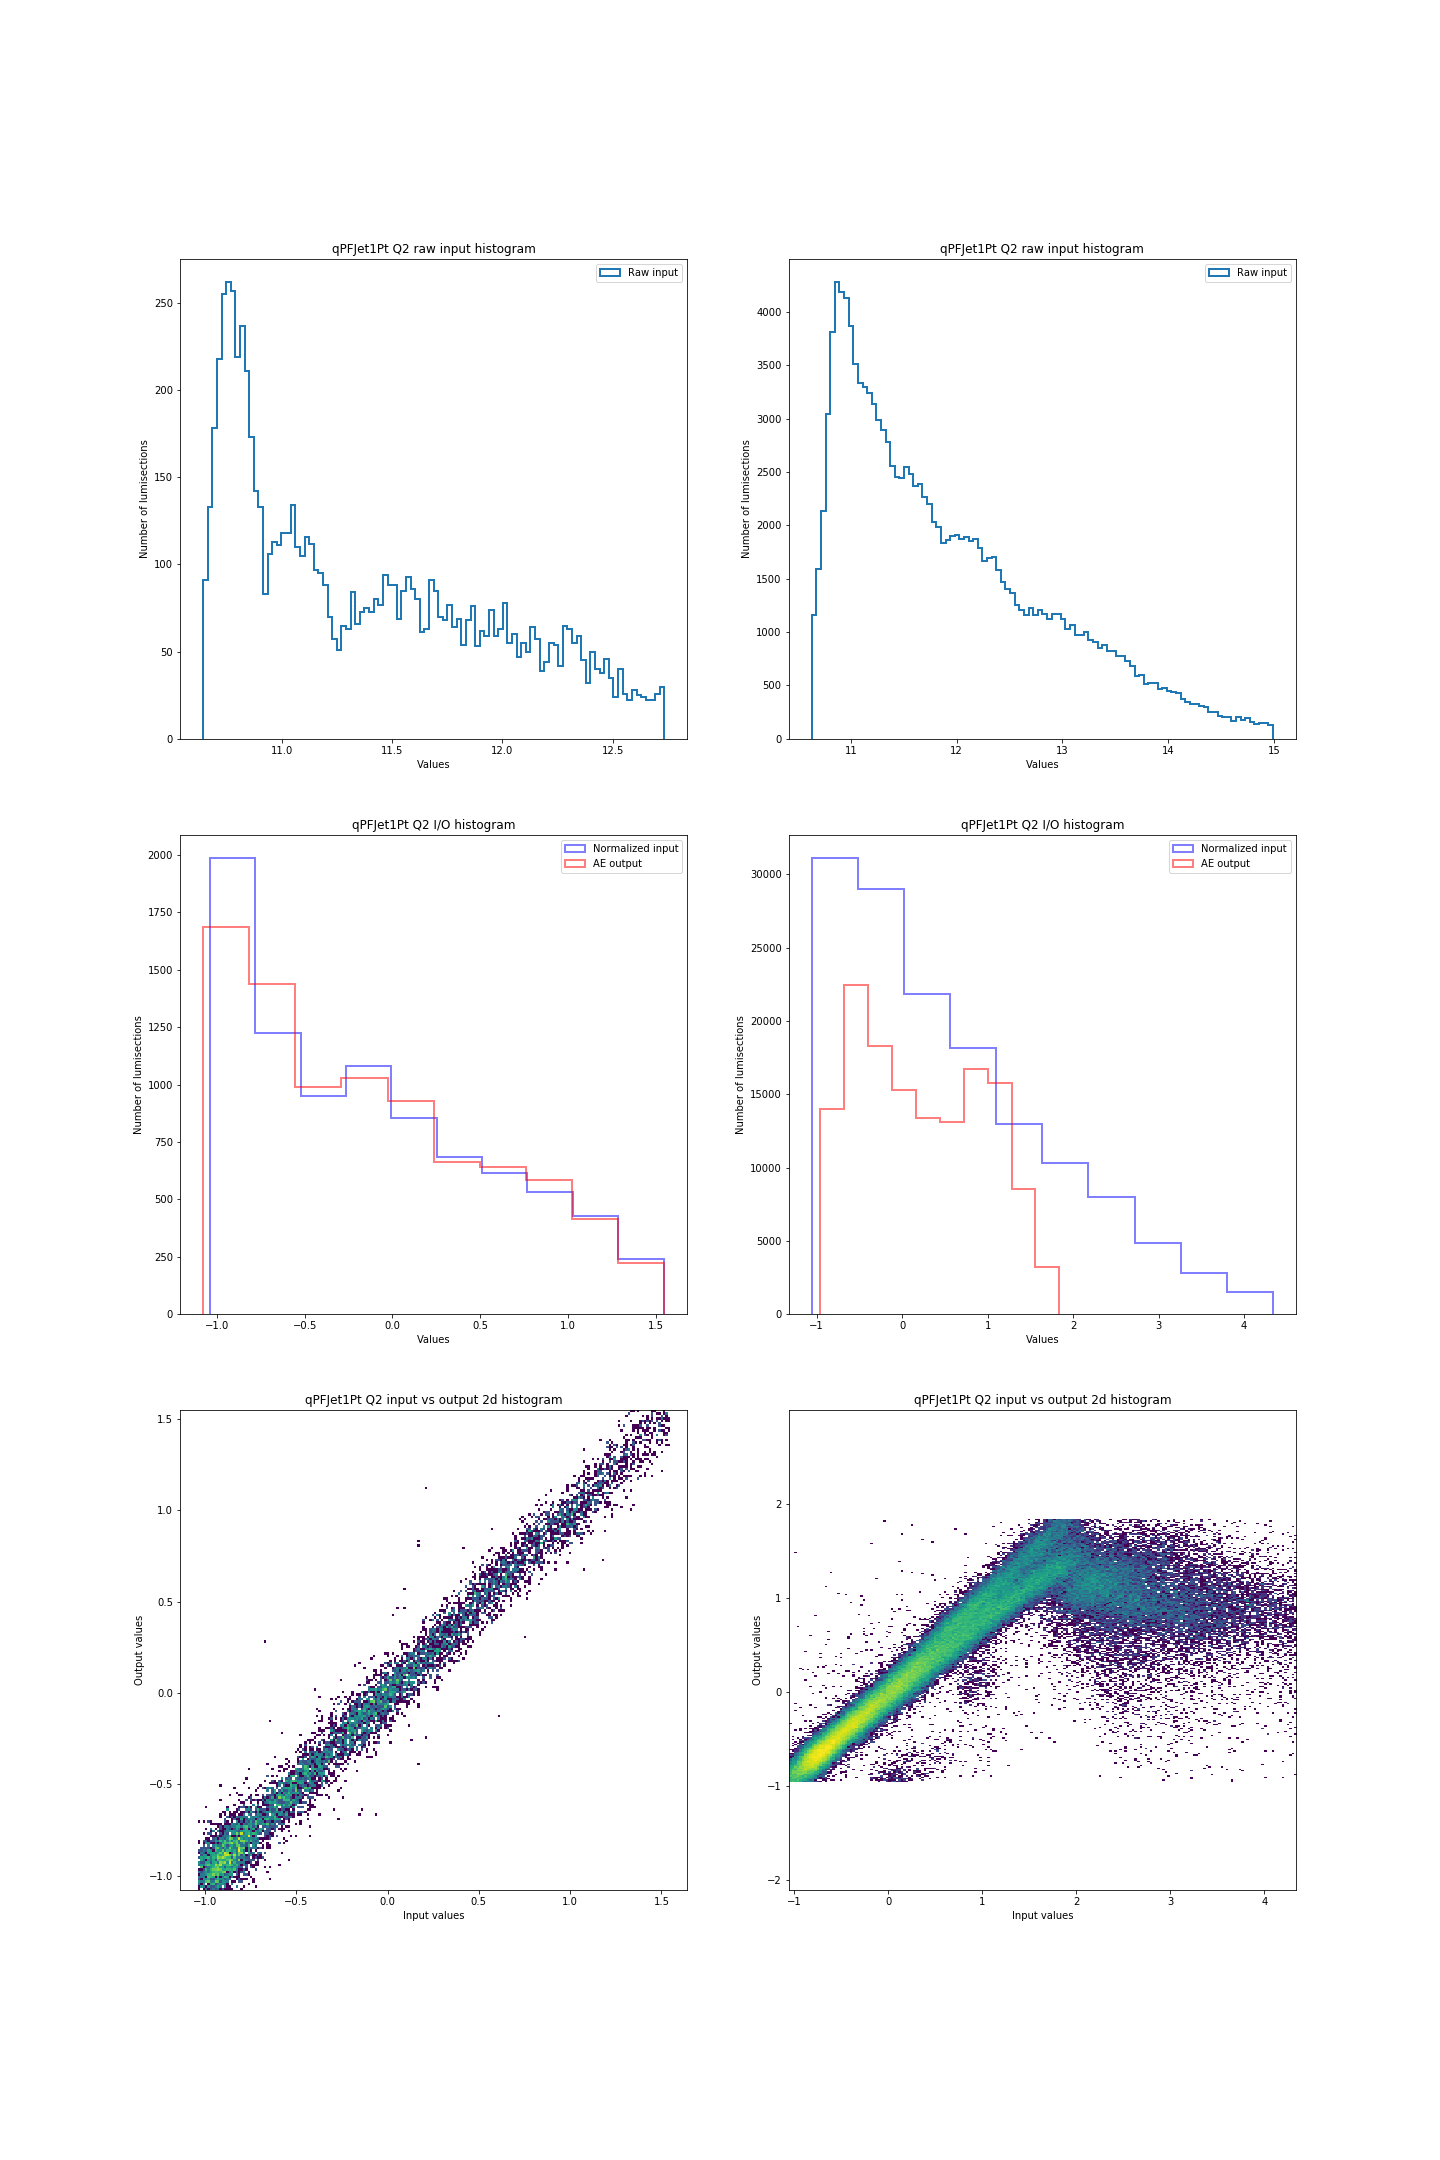 qPFJet1Pt Q2 raw input histogram
Raw input
Number of lumisections
250
200
150
100
50
0
11.0 11.5 12.0 12.5
Values
qPFJet1Pt Q2 raw input histogram
Raw input
Number of lumisections
4000
3500
3000
2500
2000
1500
1000
500
0
11 12 13 14 15
Values
qPFJet1Pt Q2 I/O histogram
Normalized input
AE output
Number of lumisections
2000
1750
1500
1250
1000
750
500
250
0
−1.0 −0.5 0.0 0.5 1.0 1.5
Values
qPFJet1Pt Q2 I/O histogram
Normalized input
AE output
Number of lumisections
30000
25000
20000
15000
10000
5000
0
−1 0 1 2 3 4
Values
qPFJet1Pt Q2 input vs output 2d histogram
Output values
1.5
1.0
0.5
0.0
−0.5
−1.0
−1.0 −0.5 0.0 0.5 1.0 1.5
Input values
qPFJet1Pt Q2 input vs output 2d histogram
Output values
2
1
0
−1
−2
−1 0 1 2 3 4
Input values